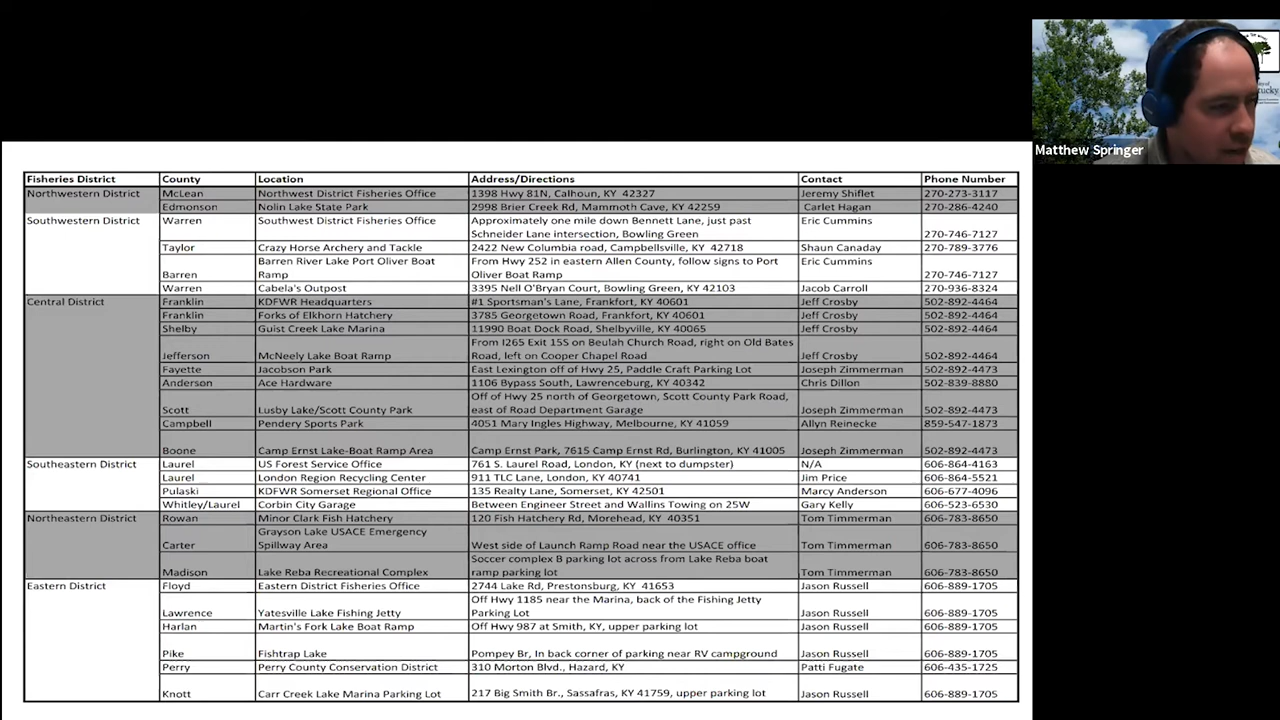 Matthew Springer
Fisheries District County Location Address/Directions Contact Phone Number
Northwestern District McLean Northwest District Fisheries Office 1398 Hwy 81N, Calhoun, KY 42327 Jeremy Shiflet 270-273-3117
Edmonson Nolin Lake State Park 2998 Brier Creek Rd, Mammoth Cave, KY 42259 Carlet Hagan 270-286-4240
Southwestern District Warren Southwest District Fisheries Office Approximately one mile down Bennett Lane, just past Eric Cummins
Schneider Lane intersection, Bowling Green 270-746-7127
Taylor Crazy Horse Archery and Tackle 2422 New Columbia road, Campbellsville, KY 42718 Shaun Canaday 270-789-3776
Barren River Lake Port Oliver Boat From Hwy 252 in eastern Allen County, follow signs to Port Eric Cummins
Barren Ramp Oliver Boat Ramp 270-746-7127
Warren Cabela's Outpost 3395 Nell O'Bryan Court, Bowling Green, KY 42103 Jacob Carroll 270-936-8324
Central District Franklin KDFWR Headquarters #1 Sportsman's Lane, Frankfort, KY 40601 Jeff Crosby 502-892-4464
Franklin Forks of Elkhorn Hatchery 3785 Georgetown Road, Frankfort, KY 40601 Jeff Crosby 502-892-4464
Shelby Guist Creek Lake Marina 11990 Boat Dock Road, Shelbyville, KY 40065 Jeff Crosby 502-892-4464
From I265 Exit 15S on Beulah Church Road, right on Old Bates
Jefferson McNeely Lake Boat Ramp Road, left on Cooper Chapel Road Jeff Crosby 502-892-4464
Fayette Jacobson Park East Lexington off of Hwy 25, Paddle Craft Parking Lot Joseph Zimmerman 502-892-4473
Anderson Ace Hardware 1106 Bypass South, Lawrenceburg, KY 40342 Chris Dillon 502-839-8880
Off of Hwy 25 north of Georgetown, Scott County Park Road,
Scott Lusby Lake/Scott County Park east of Road Department Garage Joseph Zimmerman 502-892-4473
Campbell Pendery Sports Park 4051 Mary Ingles Highway, Melbourne, KY 41059 Allyn Reinecke 859-547-1873
Boone Camp Ernst Lake-Boat Ramp Area Camp Ernst Park, 7615 Camp Ernst Rd, Burlington, KY 41005 Joseph Zimmerman 502-892-4473
Southeastern District Laurel US Forest Service Office 761 S. Laurel Road, London, KY (next to dumpster) N/A 606-864-4163
Laurel London Region Recycling Center 911 TLC Lane, London, KY 40741 Jim Price 606-864-5521
Pulaski KDFWR Somerset Regional Office 135 Realty Lane, Somerset, KY 42501 Marcy Anderson 606-677-4096
Whitley/Laurel Corbin City Garage Between Engineer Street and Wallins Towing on 25W Gary Kelly 606-523-6530
Northeastern District Rowan Minor Clark Fish Hatchery 120 Fish Hatchery Rd, Morehead, KY 40351 Tom Timmerman 606-783-8650
Grayson Lake USACE Emergency
Carter Spillway Area West side of Launch Ramp Road near the USACE office Tom Timmerman 606-783-8650
Soccer complex B parking lot across from Lake Reba boat
Madison Lake Reba Recreational Complex ramp parking lot Tom Timmerman 606-783-8650
Eastern District Floyd Eastern District Fisheries Office 2744 Lake Rd, Prestonsburg, KY 41653 Jason Russell 606-889-1705
Off Hwy 1185 near the Marina, back of the Fishing Jetty
Lawrence Yatesville Lake Fishing Jetty Parking Lot Jason Russell 606-889-1705
Harlan Martin's Fork Lake Boat Ramp Off Hwy 987 at Smith, KY, upper parking lot Jason Russell 606-889-1705
Pike Fishtrap Lake Pompey Br, In back corner of parking near RV campground Jason Russell 606-889-1705
Perry Perry County Conservation District 310 Morton Blvd., Hazard, KY Patti Fugate 606-435-1725
Knott Carr Creek Lake Marina Parking Lot 217 Big Smith Br., Sassafras, KY 41759, upper parking lot Jason Russell 606-889-1705